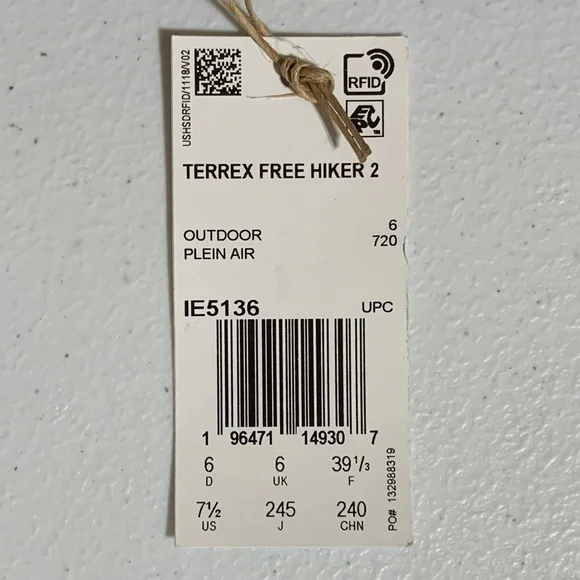 USHSDRFID/1118/V02
RFID
TERREX FREE HIKER 2
OUTDOOR 6
PLEIN AIR 720
IE5136 UPC
1 96471 14930 7
6 6 39 1/3
D UK F
7½ 245 240
US J CHN
PO# 132988319